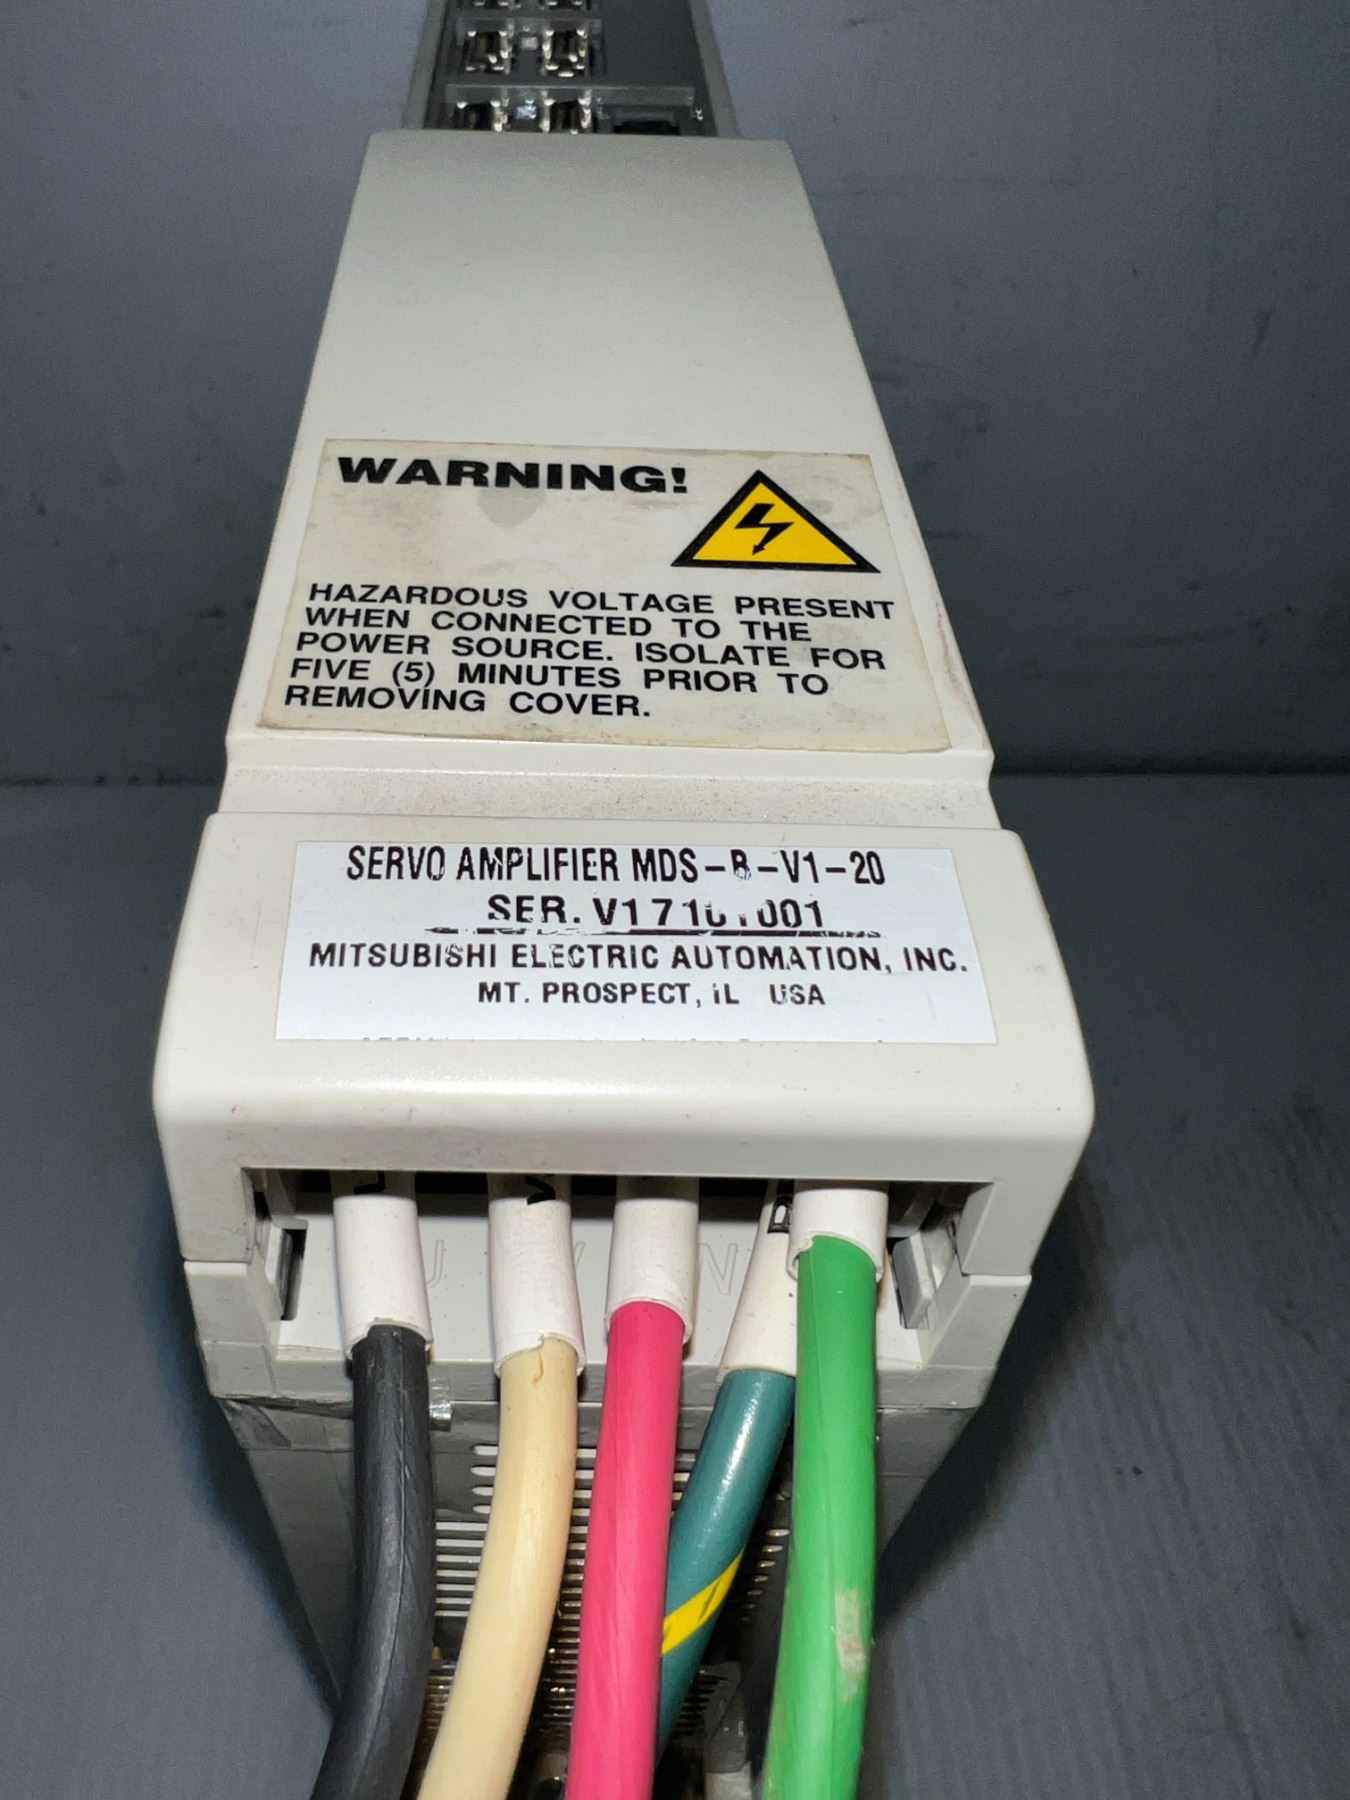 WARNING!
HAZARDOUS VOLTAGE PRESENT
WHEN CONNECTED TO THE
POWER SOURCE. ISOLATE FOR
FIVE (5) MINUTES PRIOR TO
REMOVING COVER.
SERVO AMPLIFIER MDS-B-V1-20
SER.
MITSUBISHI ELECTRIC AUTOMATION, INC.
MT. PROSPECT, IL USA
V
U V N